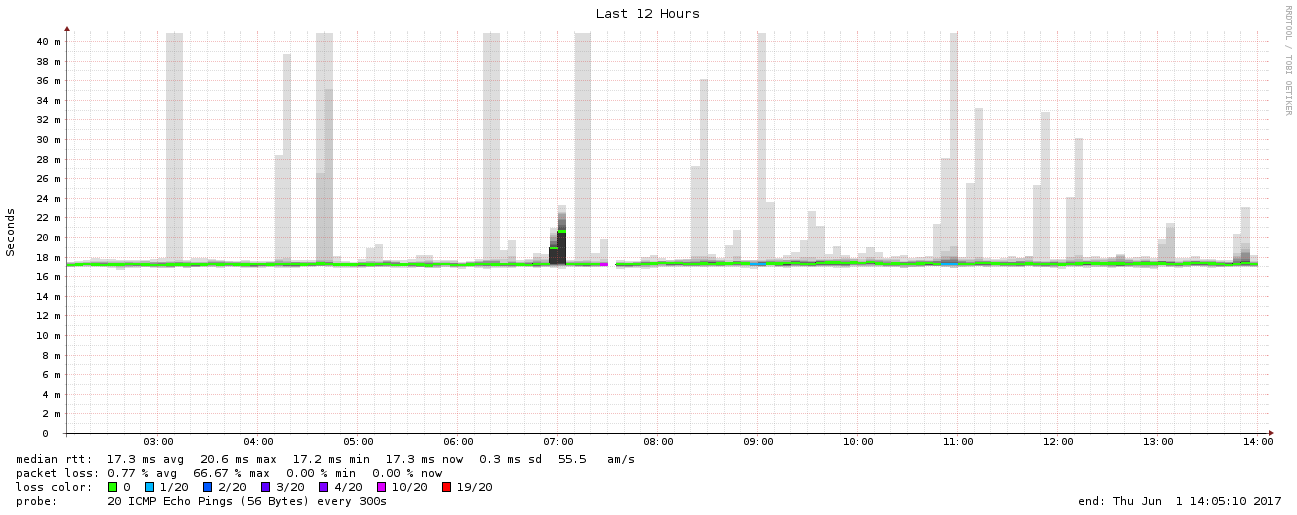 Last 12 Hours
RRDTOOL / TOBI OETIKER
Seconds
40 m
38 m
36 m
34 m
32 m
30 m
28 m
26 m
24 m
22 m
20 m
18 m
16 m
14 m
12 m
10 m
8 m
6 m
4 m
2 m
0
03:00 04:00 05:00 06:00 07:00 08:00 09:00 10:00 11:00 12:00 13:00 14:00
median rtt: 17.3 ms avg 20.6 ms max 17.2 ms min 17.3 ms now 0.3 ms sd 55.5 am/s
packet loss: 0.77 % avg 66.67 % max 0.00 % min 0.00 % now
loss color: 0 1/20 2/20 3/20 4/20 10/20 19/20
probe: 20 ICMP Echo Pings (56 Bytes) every 300s end: Thu Jun 1 14:05:10 2017